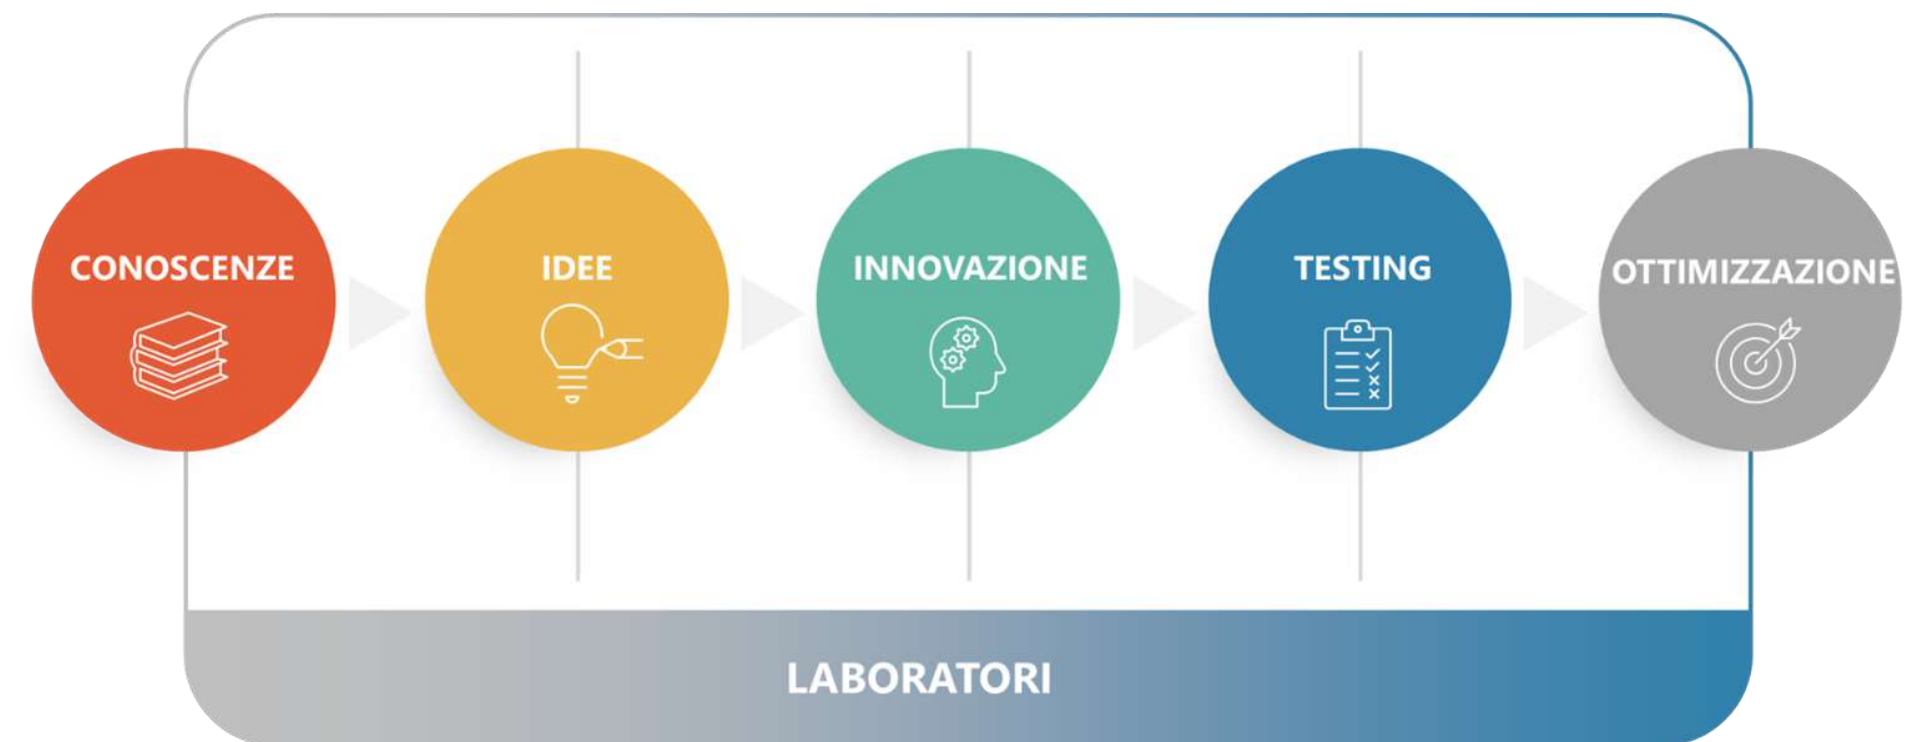 CONOSCENZE
IDEE
INNOVAZIONE
TESTING
OTTIMIZZAZIONE
LABORATORI